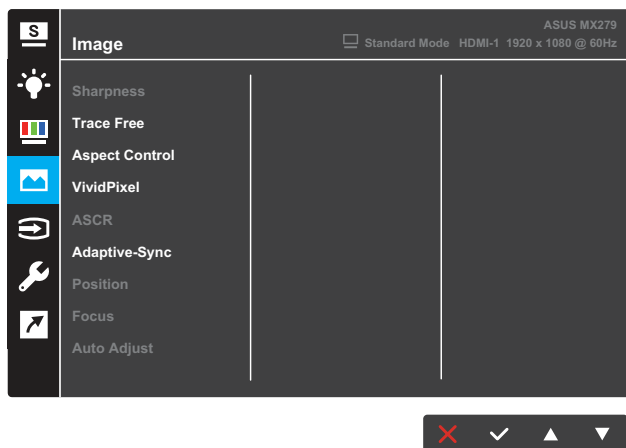 S
ASUS MX279
Image
Standard Mode HDMI-1 1920 x 1080 @ 60Hz
Sharpness
Trace Free
Aspect Control
VividPixel
ASCR
Adaptive-Sync
Position
Focus
Auto Adjust